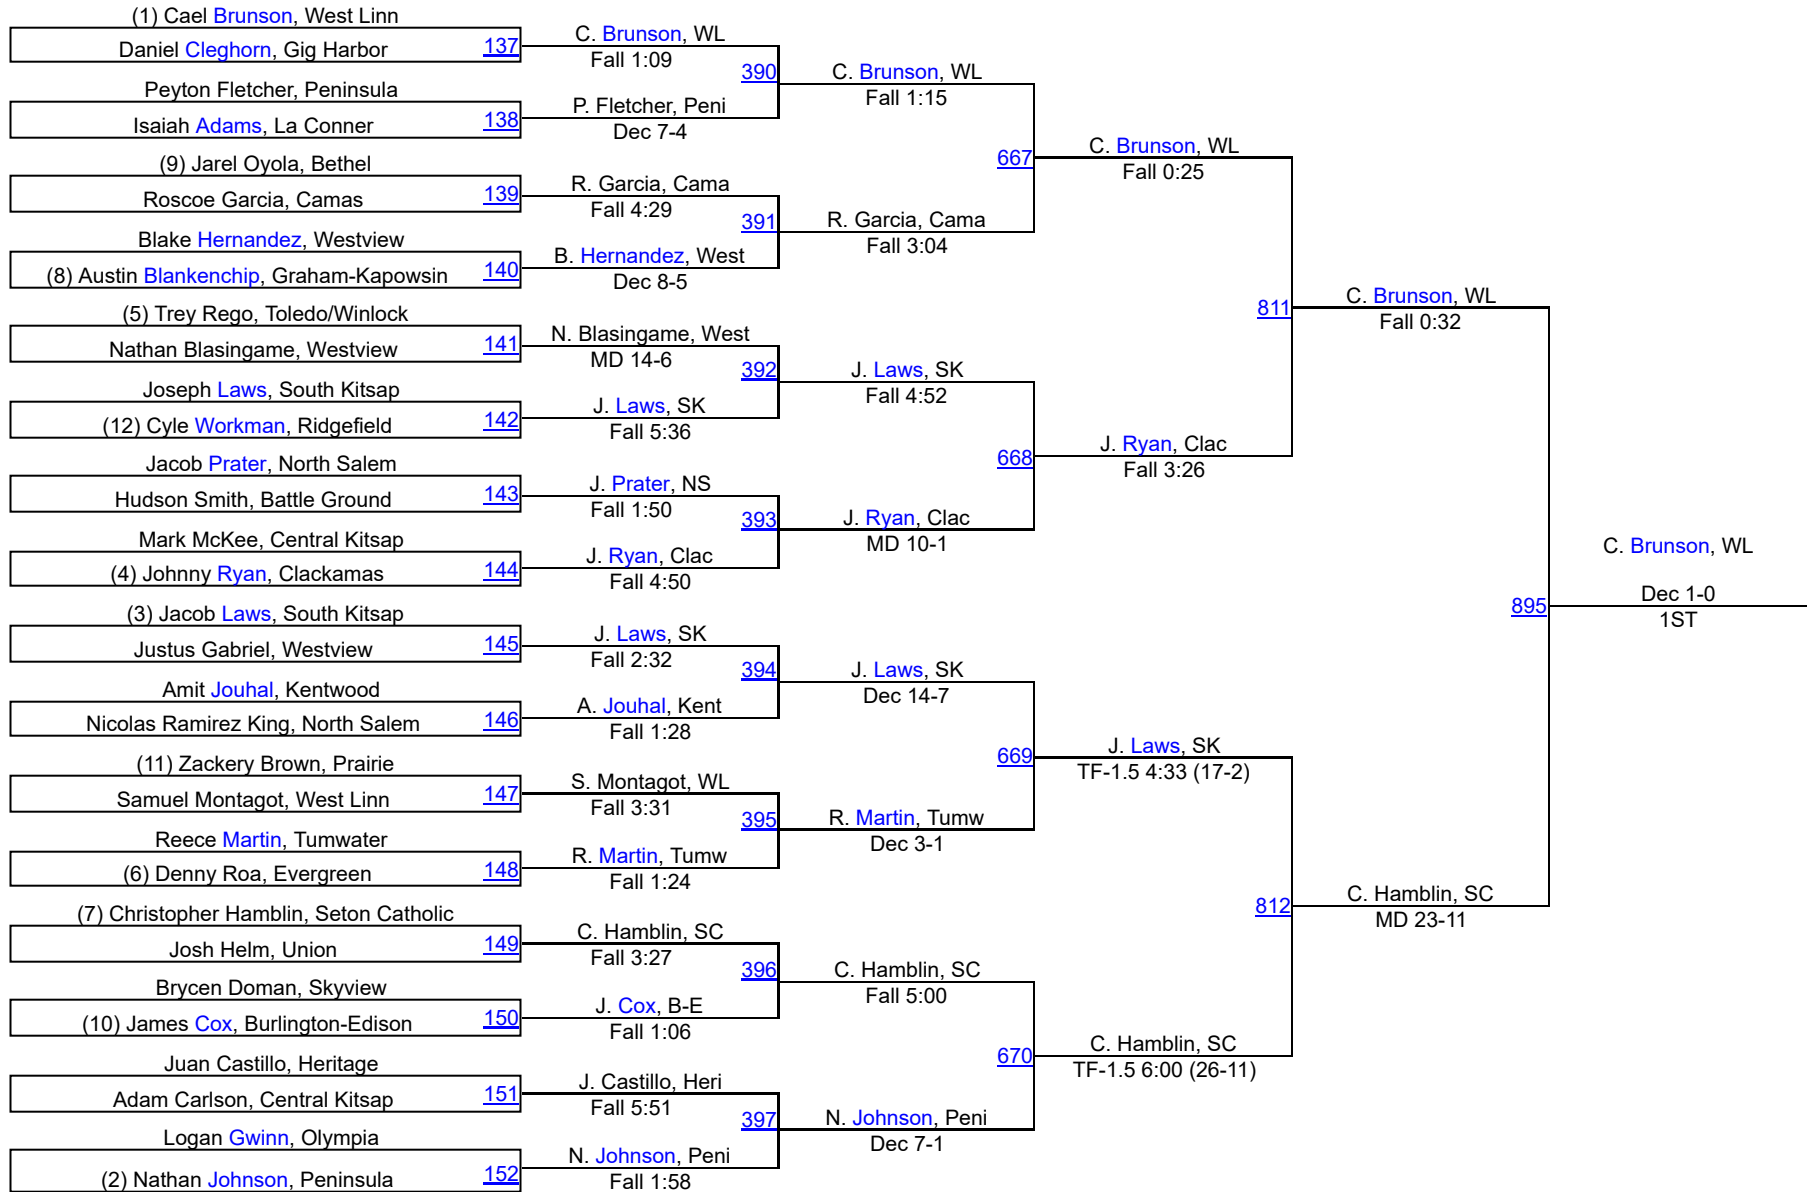 (1) Cael Brunson, West Linn
Daniel Cleghorn, Gig Harbor
137
Peyton Fletcher, Peninsula
Isaiah Adams, La Conner
138
(9) Jarel Oyola, Bethel
Roscoe Garcia, Camas
139
Blake Hernandez, Westview
(8) Austin Blankenchip, Graham-Kapowsin
140
(5) Trey Rego, Toledo/Winlock
Nathan Blasingame, Westview
141
Joseph Laws, South Kitsap
(12) Cyle Workman, Ridgefield
142
Jacob Prater, North Salem
Hudson Smith, Battle Ground
143
Mark McKee, Central Kitsap
(4) Johnny Ryan, Clackamas
144
(3) Jacob Laws, South Kitsap
Justus Gabriel, Westview
145
Amit Jouhal, Kentwood
Nicolas Ramirez King, North Salem
146
(11) Zackery Brown, Prairie
Samuel Montagot, West Linn
147
Reece Martin, Tumwater
(6) Denny Roa, Evergreen
148
(7) Christopher Hamblin, Seton Catholic
Josh Helm, Union
149
Brycen Doman, Skyview
(10) James Cox, Burlington-Edison
150
Juan Castillo, Heritage
Adam Carlson, Central Kitsap
151
Logan Gwinn, Olympia
(2) Nathan Johnson, Peninsula
152
C. Brunson, WL
Fall 1:09
390
P. Fletcher, Peni
Dec 7-4
R. Garcia, Cama
Fall 4:29
391
B. Hernandez, West
Dec 8-5
N. Blasingame, West
MD 14-6
392
J. Laws, SK
Fall 5:36
J. Prater, NS
Fall 1:50
393
J. Ryan, Clac
Fall 4:50
J. Laws, SK
Fall 2:32
394
A. Jouhal, Kent
Fall 1:28
S. Montagot, WL
Fall 3:31
395
R. Martin, Tumw
Fall 1:24
C. Hamblin, SC
Fall 3:27
396
J. Cox, B-E
Fall 1:06
J. Castillo, Heri
Fall 5:51
397
N. Johnson, Peni
Fall 1:58
C. Brunson, WL
Fall 1:15
667
R. Garcia, Cama
Fall 3:04
J. Laws, SK
Fall 4:52
668
J. Ryan, Clac
MD 10-1
J. Laws, SK
Dec 14-7
669
R. Martin, Tumw
Dec 3-1
C. Hamblin, SC
Fall 5:00
670
N. Johnson, Peni
Dec 7-1
C. Brunson, WL
Fall 0:25
811
J. Ryan, Clac
Fall 3:26
J. Laws, SK
TF-1.5 4:33 (17-2)
812
C. Hamblin, SC
TF-1.5 6:00 (26-11)
C. Brunson, WL
Fall 0:32
895
C. Hamblin, SC
MD 23-11
C. Brunson, WL
Dec 1-0
1ST